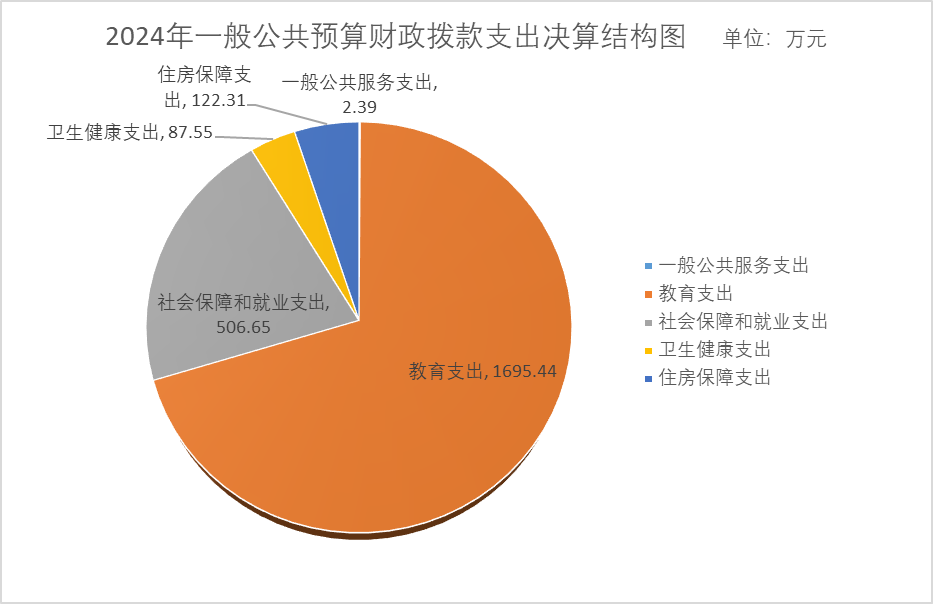 2024年一般公共预算财政拨款支出决算结构图 单位：万元
住房保障支
出, 122.31
一般公共服务支出,
2.39
卫生健康支出, 87.55
社会保障和就业支出,
506.65
教育支出, 1695.44
一般公共服务支出
教育支出
社会保障和就业支出
卫生健康支出
住房保障支出